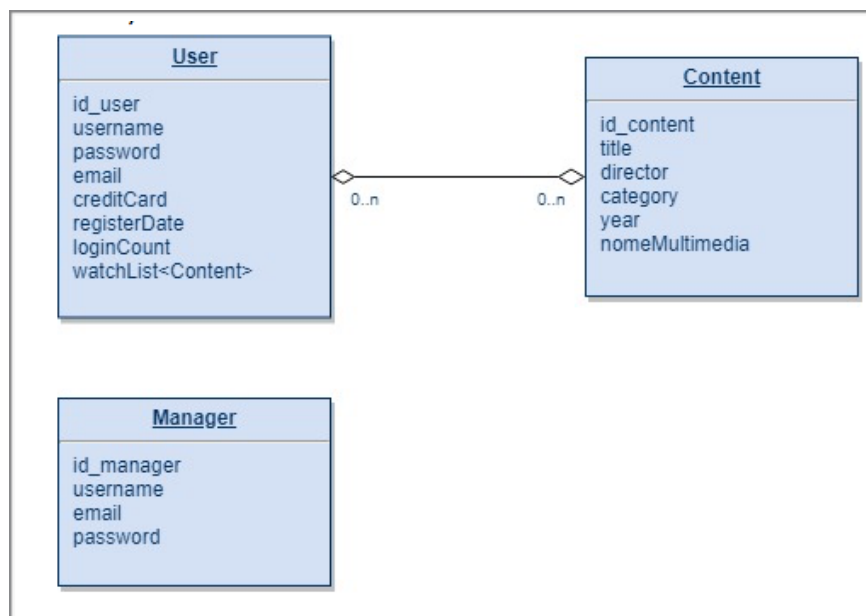 User
id_user
username
password
email
creditCard
registerDate
loginCount
watchList<Content>
0..n
0..n
Content
id_content
title
director
category
year
nomeMultimedia
Manager
id_manager
username
email
password